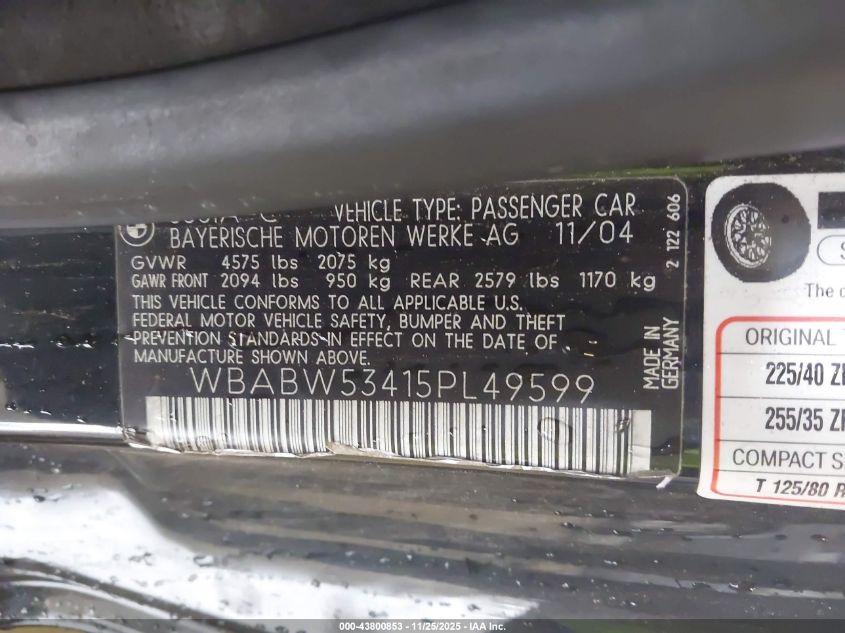 VEHICLE TYPE: PASSENGER CAR
BAYERISCHE MOTOREN WERKE AG 11/04
GVWR 4575 lbs 2075 kg
GAWR FRONT 2094 lbs 950 kg REAR 2579 lbs 1170 kg
THIS VEHICLE CONFORMS TO ALL APPLICABLE U.S.
FEDERAL MOTOR VEHICLE SAFETY, BUMPER AND THEFT
PREVENTION STANDARDS IN EFFECT ON THE DATE OF
MANUFACTURE SHOWN ABOVE.
WBABW53415PL49599
MADE IN
GERMANY
2 122 606
The
ORIGINAL
225/40
255/35
COMPACT
T 125/80 R
000-43800853 - 11/25/2025 - IAA Inc.